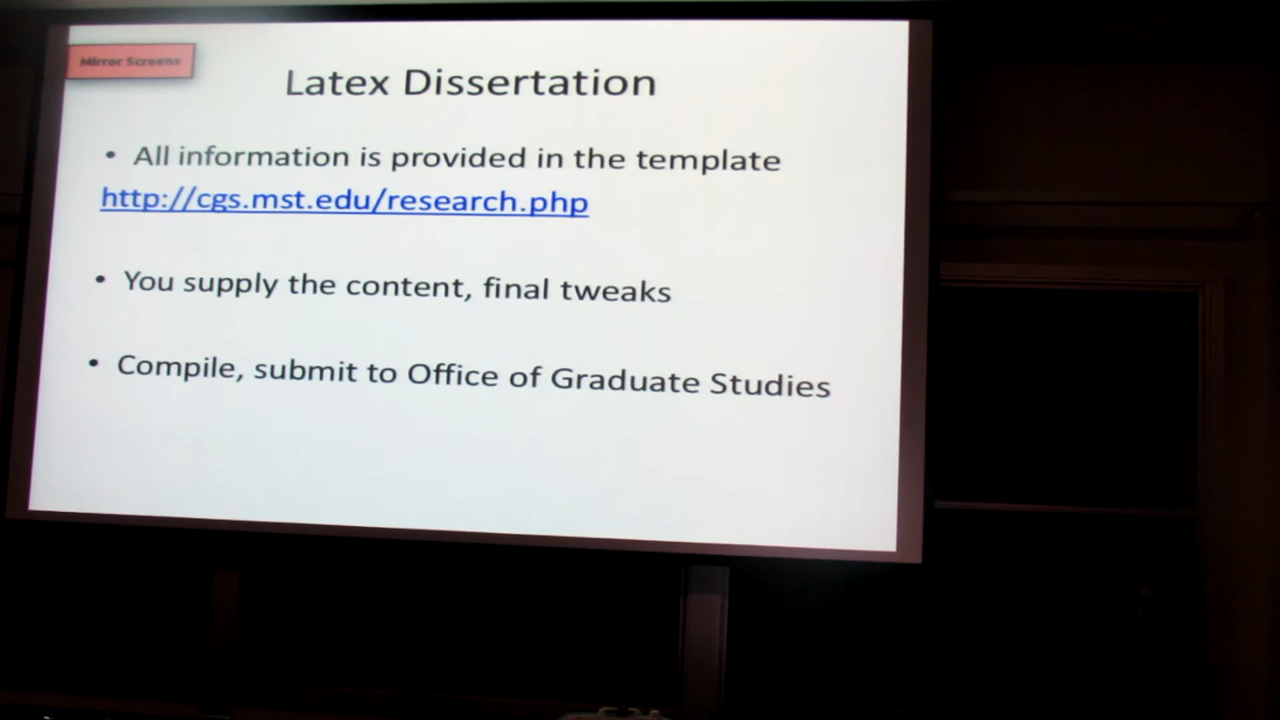 Mirror Screens
Latex Dissertation
• All information is provided in the template
http://cgs.mst.edu/research.php
• You supply the content, final tweaks
• Compile, submit to Office of Graduate Studies